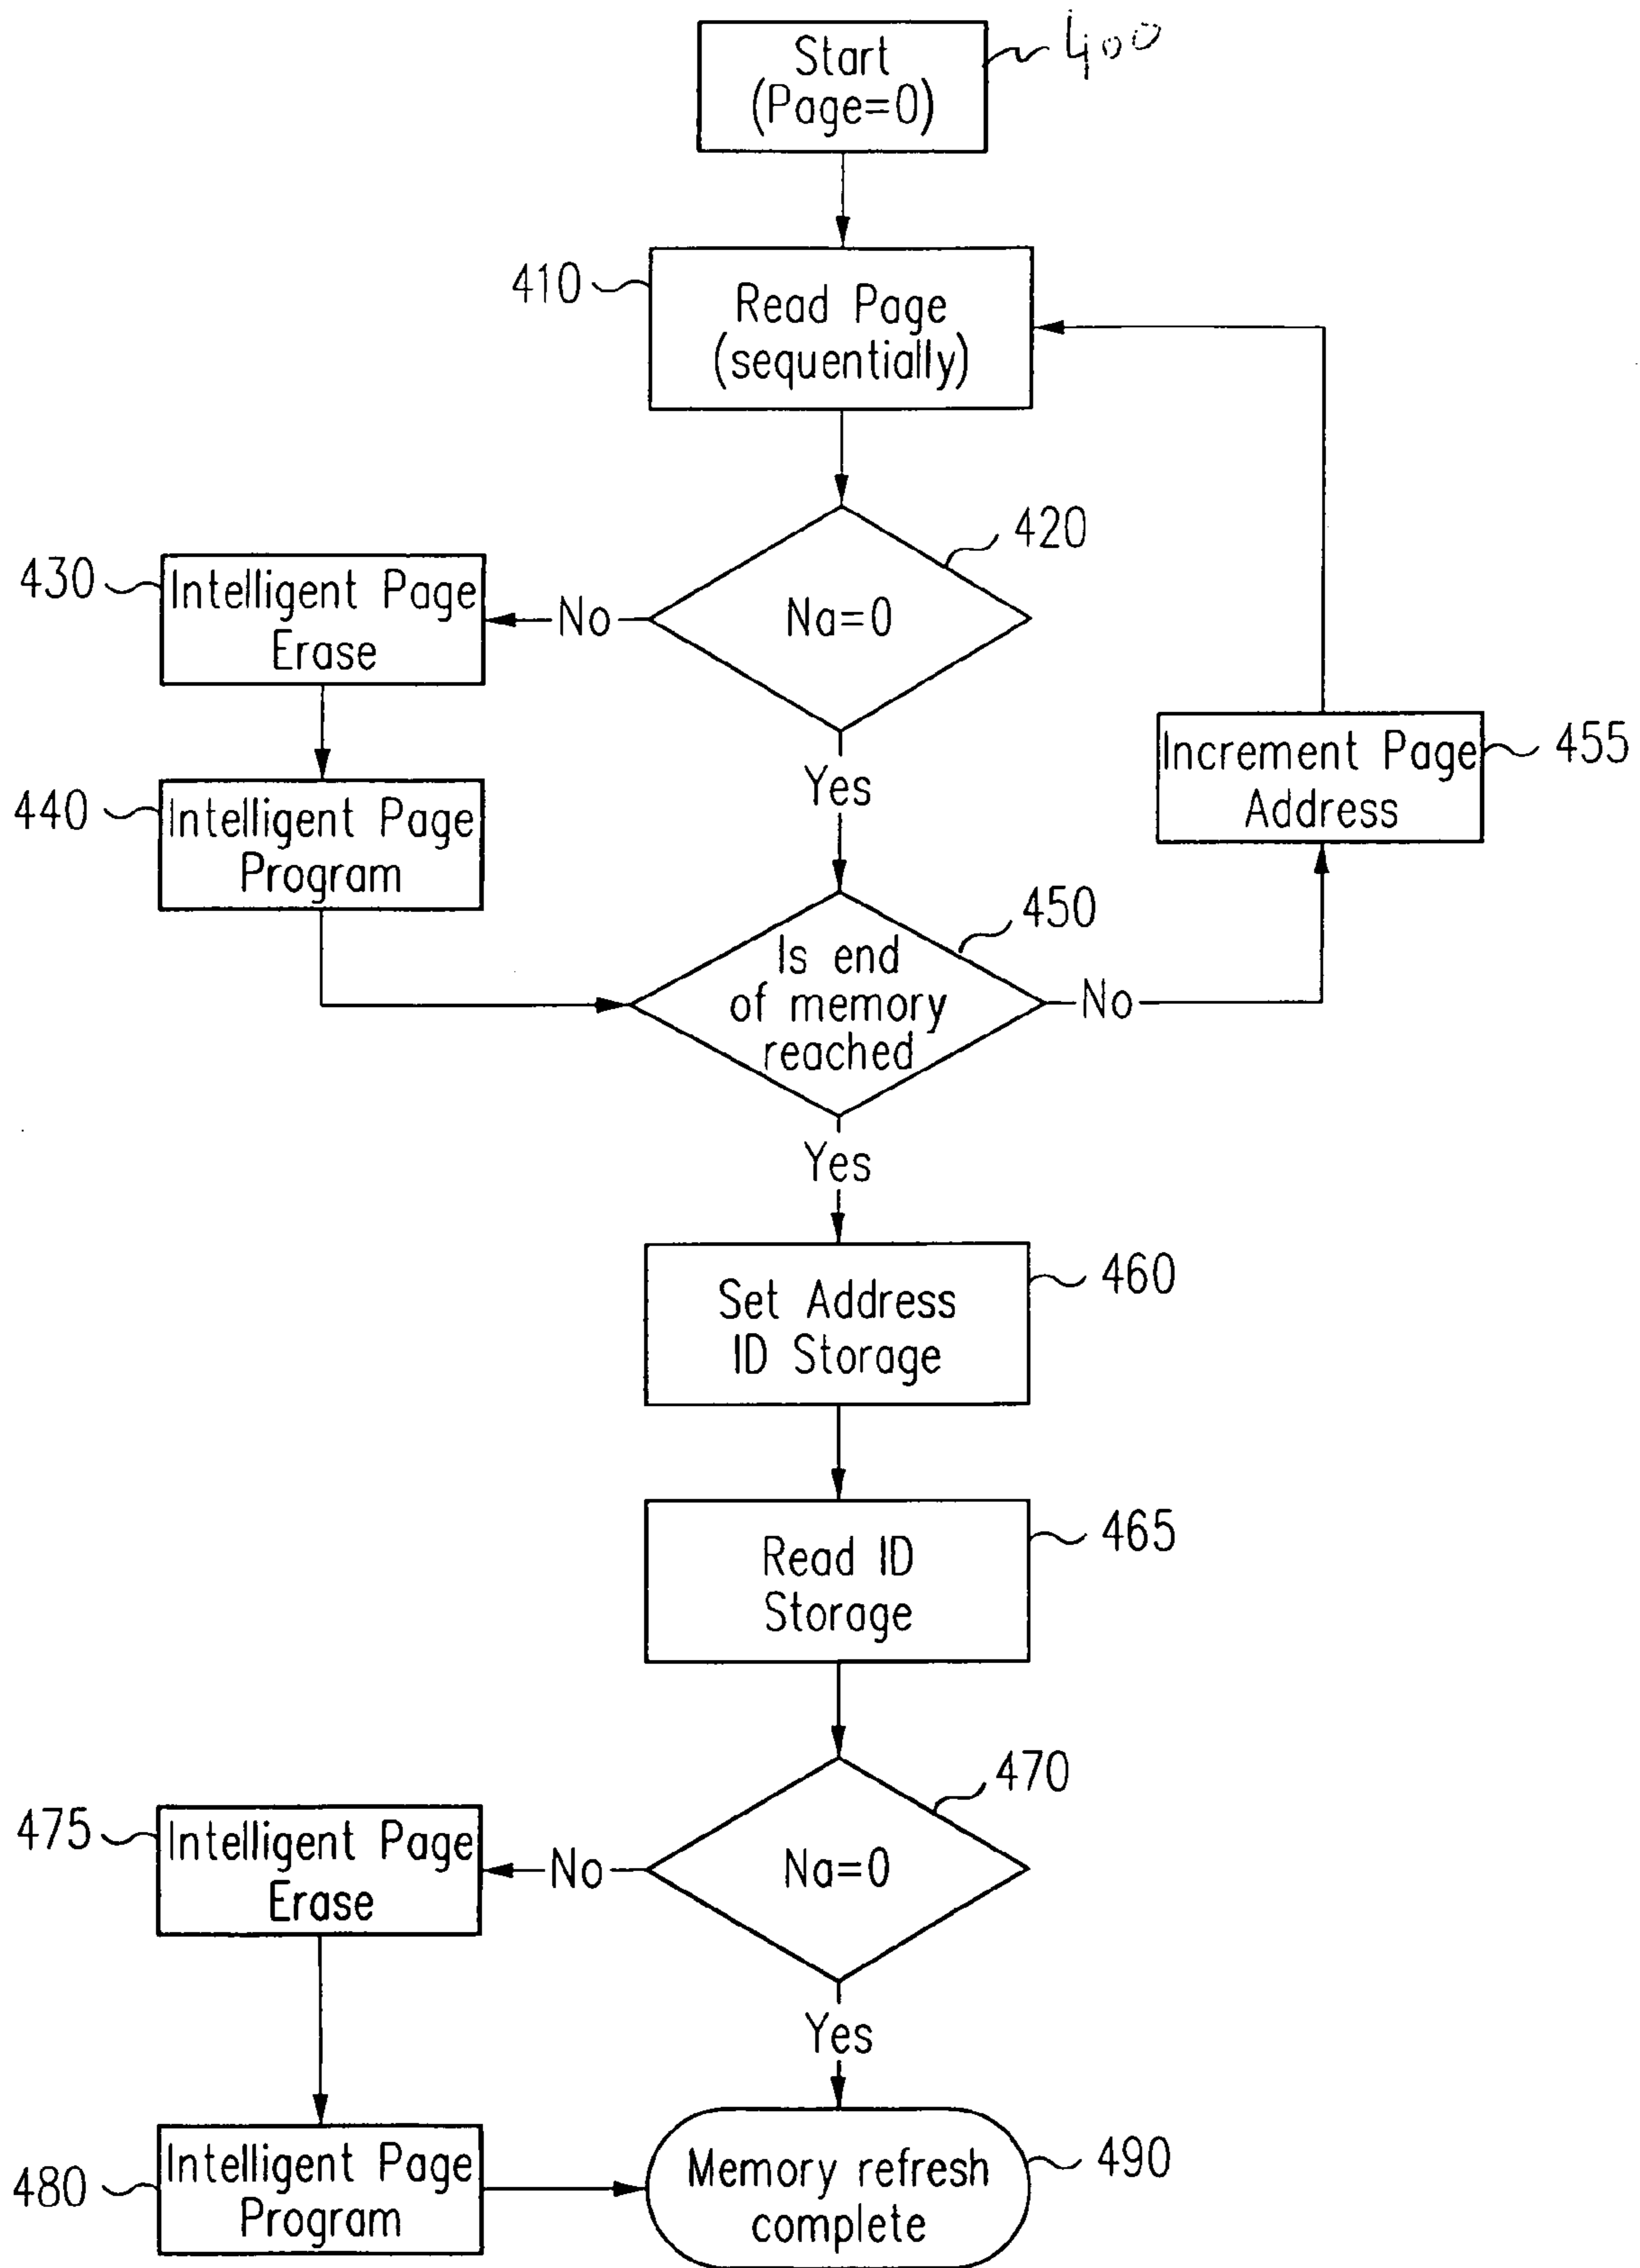 Start
(Page=0)
400
410
Read Page
(sequentially)
420
Na=0
430
Intelligent Page
Erase
No
Yes
440
Intelligent Page
Program
Increment Page
Address
455
450
Is end
of memory
reached
No
Yes
460
Set Address
ID Storage
465
Read ID
Storage
470
Na=0
475
Intelligent Page
Erase
No
Yes
480
Intelligent Page
Program
Memory refresh
complete
490